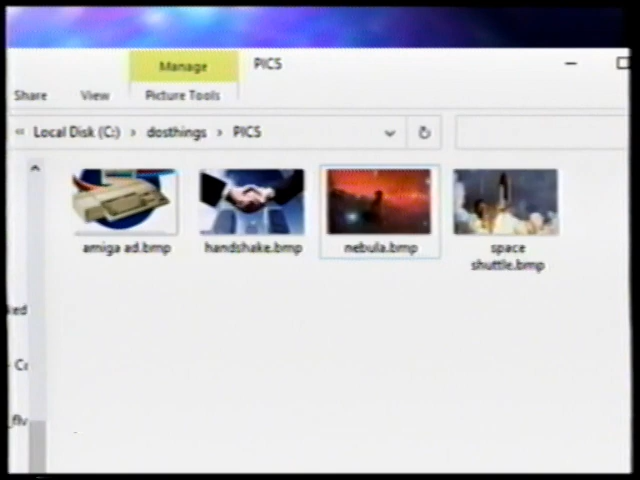 Manage
PICS
Share
View
Picture Tools
« Local Disk (C:) › dosthings › PICS
amiga ad.bmp
handshake.bmp
nebula.bmp
space
shuttle.bmp